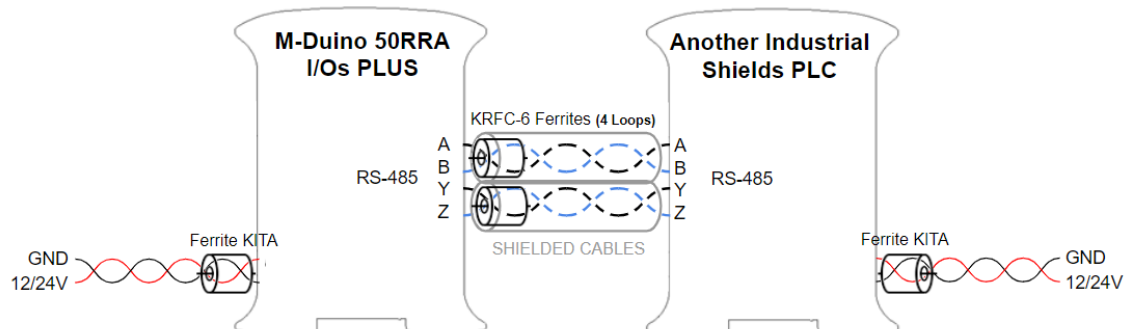 M-Duino 50RRA
I/Os PLUS
Another Industrial
Shields PLC
KRFC-6 Ferrites (4 Loops)
A
B
Y
Z
RS-485
A
B
Y
Z
RS-485
SHIELDED CABLES
Ferrite KITA
GND
12/24V
Ferrite KITA
GND
12/24V